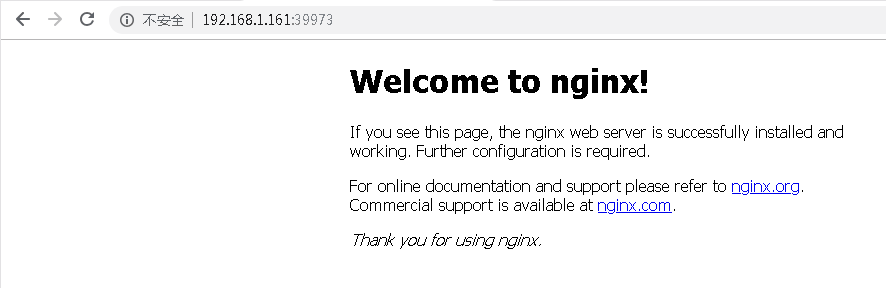 不安全 | 192.168.1.161:39973
Welcome to nginx!
If you see this page, the nginx web server is successfully installed and
working. Further configuration is required.
For online documentation and support please refer to nginx.org.
Commercial support is available at nginx.com.
Thank you for using nginx.